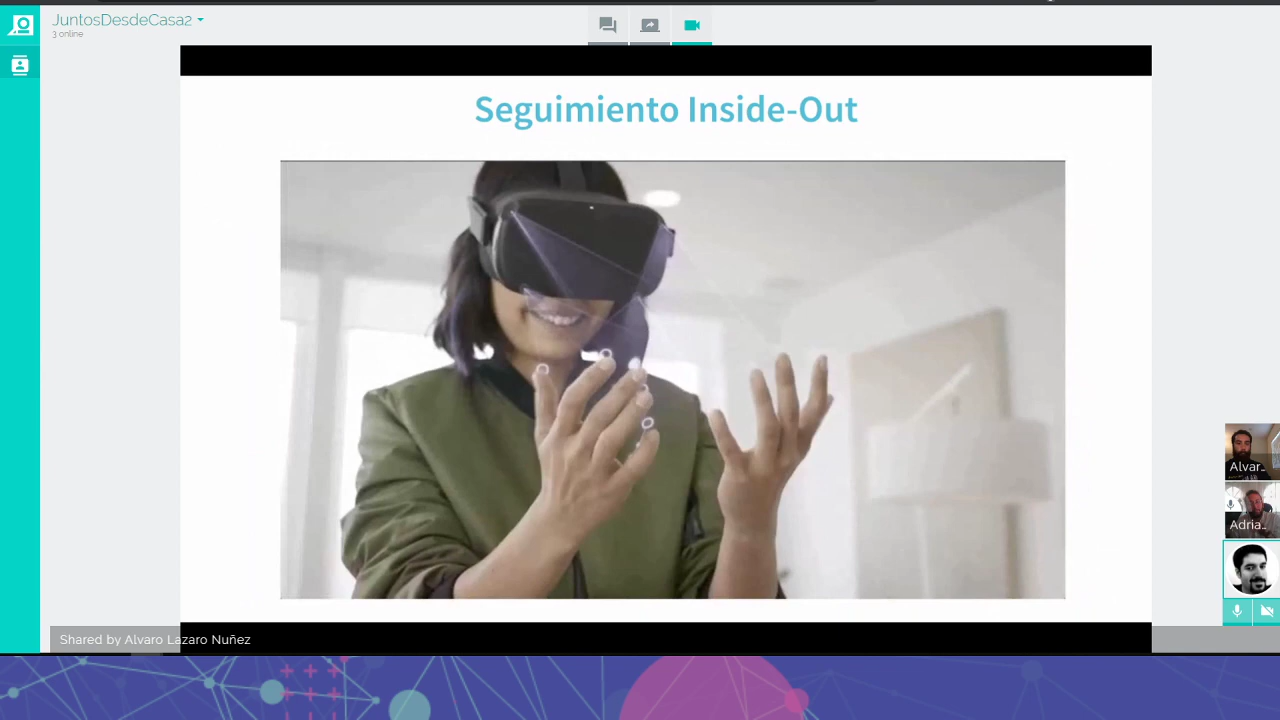 JuntosDesdeCasa2
3 online
Seguimiento Inside-Out
Alvar...
Adria...
Shared by Alvaro Lazaro Nuñez